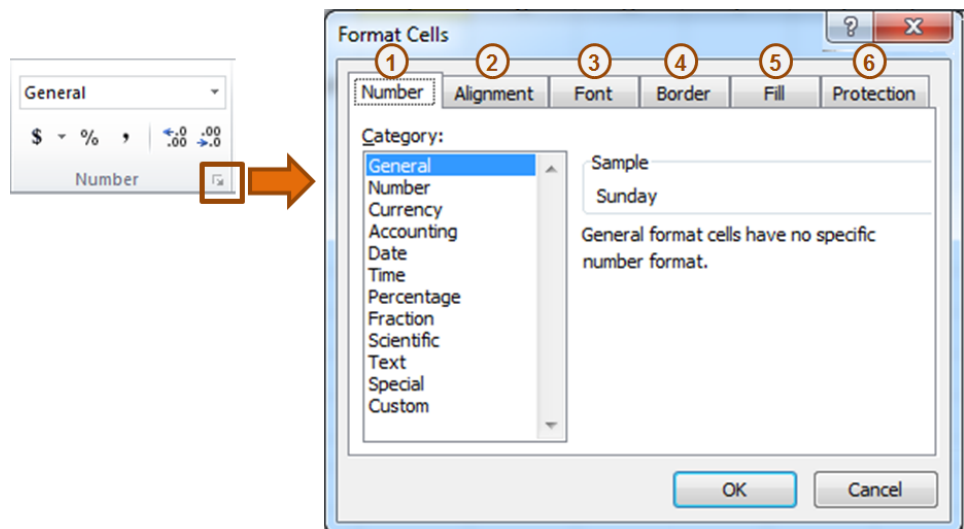 General
$ % , .0 .00 .00 .0
Number
Format Cells
?
X
1 2 3 4 5 6
Number Alignment Font Border Fill Protection
Category:
General
Number
Currency
Accounting
Date
Time
Percentage
Fraction
Scientific
Text
Special
Custom
Sample
Sunday
General format cells have no specific
number format.
OK Cancel